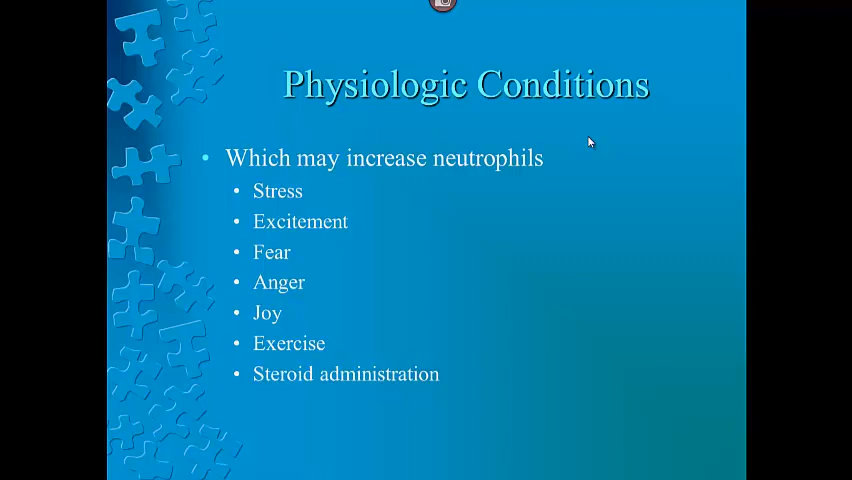 Physiologic Conditions
• Which may increase neutrophils
• Stress
• Excitement
• Fear
• Anger
• Joy
• Exercise
• Steroid administration